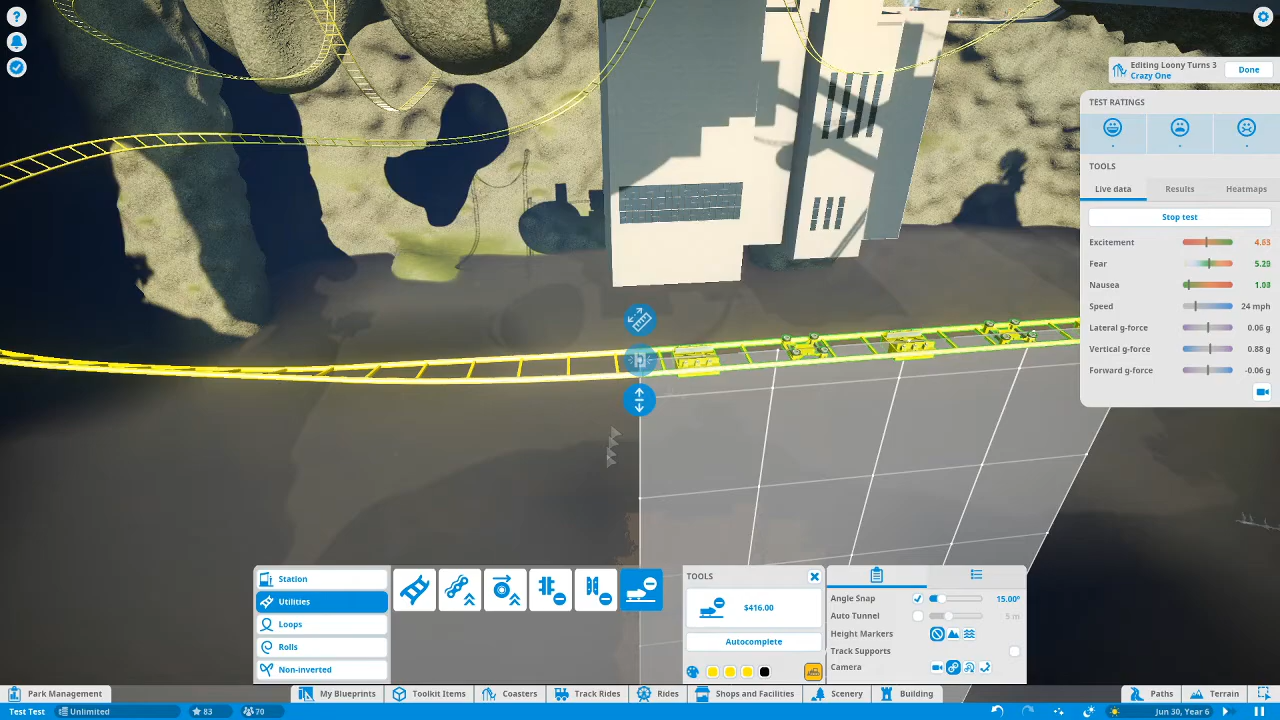 Editing Loony Turns 3
Crazy One
Done
TEST RATINGS
TOOLS
Live data
Results
Heatmaps
Stop test
Excitement 4.63
Fear 5.20
Nausea 1.08
Speed 24 mph
Lateral g-force 0.06 g
Vertical g-force 0.88 g
Forward g-force -0.06 g
Station
Utilities
Loops
Rolls
Non-inverted
TOOLS
$416.00
Autocomplete
Angle Snap 15.00°
Auto Tunnel 5 m
Height Markers
Track Supports
Camera
Park Management
My Blueprints
Toolkit Items
Coasters
Track Rides
Rides
Shops and Facilities
Scenery
Building
Paths
Terrain
Test Test
Unlimited
83
70
Jun 30, Year 6